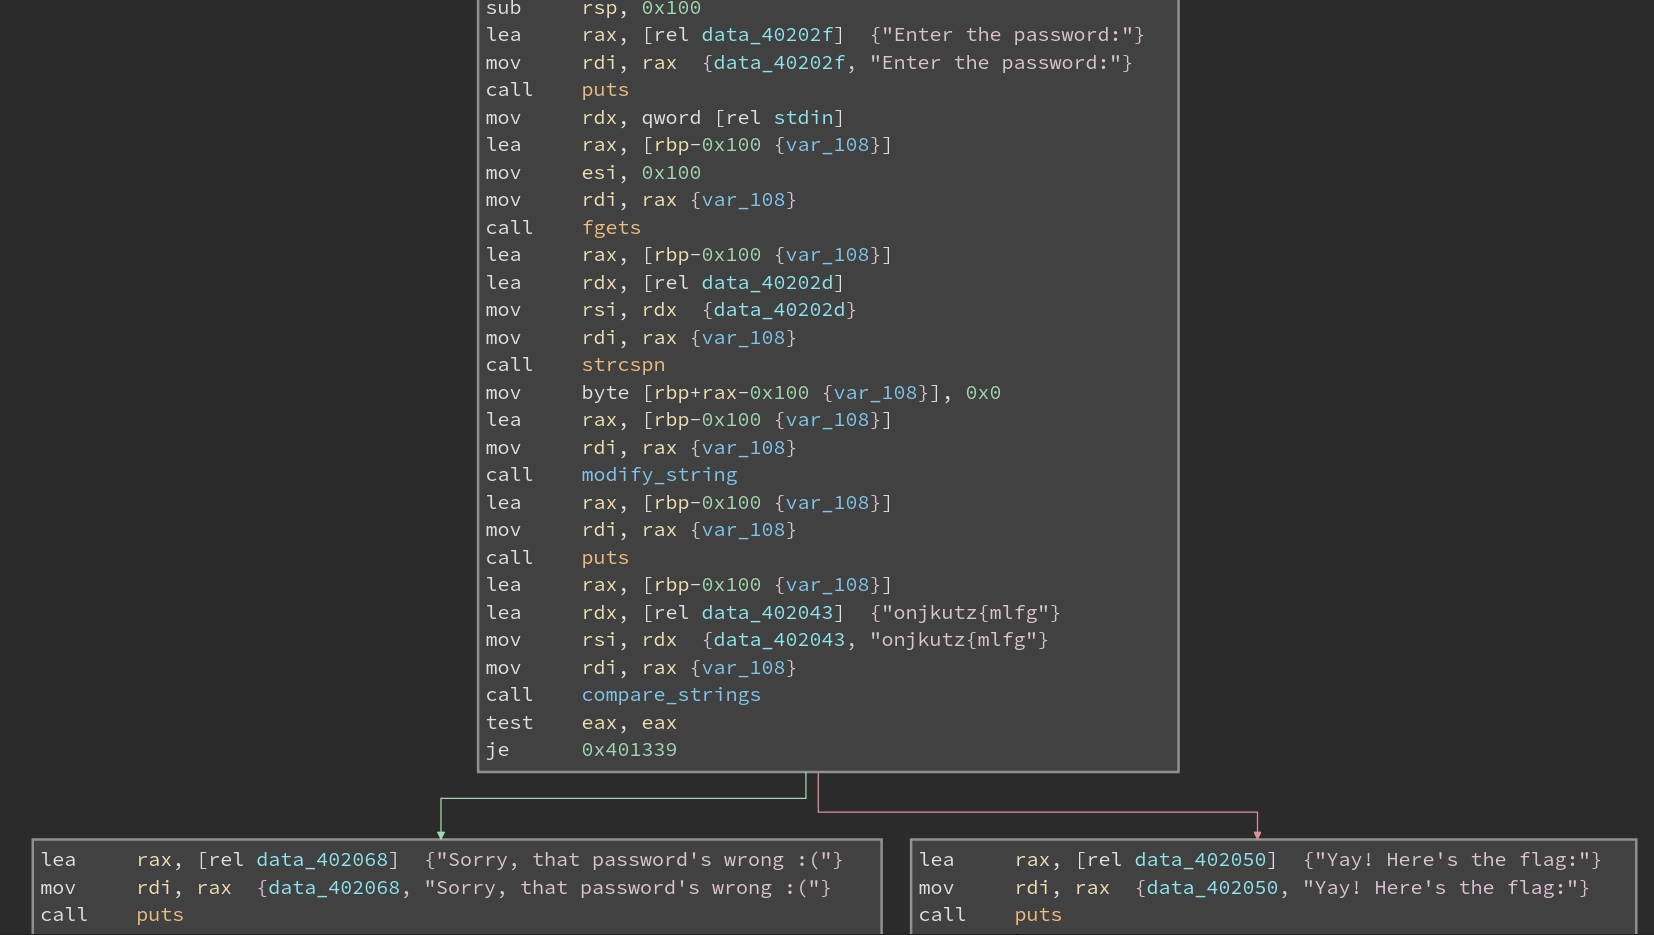 sub rsp, 0x100
lea rax, [rel data_40202f] {"Enter the password:"}
mov rdi, rax {data_40202f, "Enter the password:"}
call puts
mov rdx, qword [rel stdin]
lea rax, [rbp-0x100 {var_108}]
mov esi, 0x100
mov rdi, rax {var_108}
call fgets
lea rax, [rbp-0x100 {var_108}]
lea rdx, [rel data_40202d]
mov rsi, rdx {data_40202d}
mov rdi, rax {var_108}
call strcspn
mov byte [rbp+rax-0x100 {var_108}], 0x0
lea rax, [rbp-0x100 {var_108}]
mov rdi, rax {var_108}
call modify_string
lea rax, [rbp-0x100 {var_108}]
mov rdi, rax {var_108}
call puts
lea rax, [rbp-0x100 {var_108}]
lea rdx, [rel data_402043] {"onjkutz{mlfg"}
mov rsi, rdx {data_402043, "onjkutz{mlfg"}
mov rdi, rax {var_108}
call compare_strings
test eax, eax
je 0x401339
lea rax, [rel data_402068] {"Sorry, that password's wrong :("}
mov rdi, rax {data_402068, "Sorry, that password's wrong :("}
call puts
lea rax, [rel data_402050] {"Yay! Here's the flag:"}
mov rdi, rax {data_402050, "Yay! Here's the flag:"}
call puts